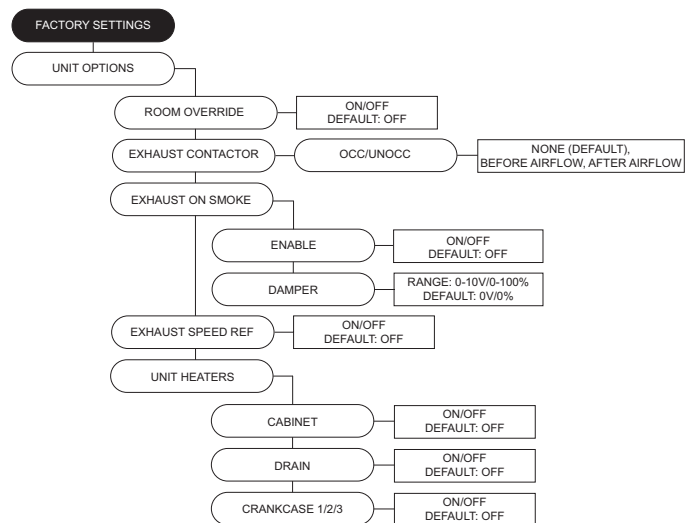 FACTORY SETTINGS
UNIT OPTIONS
ROOM OVERRIDE
ON/OFF
DEFAULT: OFF
EXHAUST CONTACTOR
OCC/UNOCC
NONE (DEFAULT),
BEFORE AIRFLOW, AFTER AIRFLOW
EXHAUST ON SMOKE
ENABLE
ON/OFF
DEFAULT: OFF
DAMPER
RANGE: 0-10V/0-100%
DEFAULT: 0V/0%
EXHAUST SPEED REF
ON/OFF
DEFAULT: OFF
UNIT HEATERS
CABINET
ON/OFF
DEFAULT: OFF
DRAIN
ON/OFF
DEFAULT: OFF
CRANKCASE 1/2/3
ON/OFF
DEFAULT: OFF